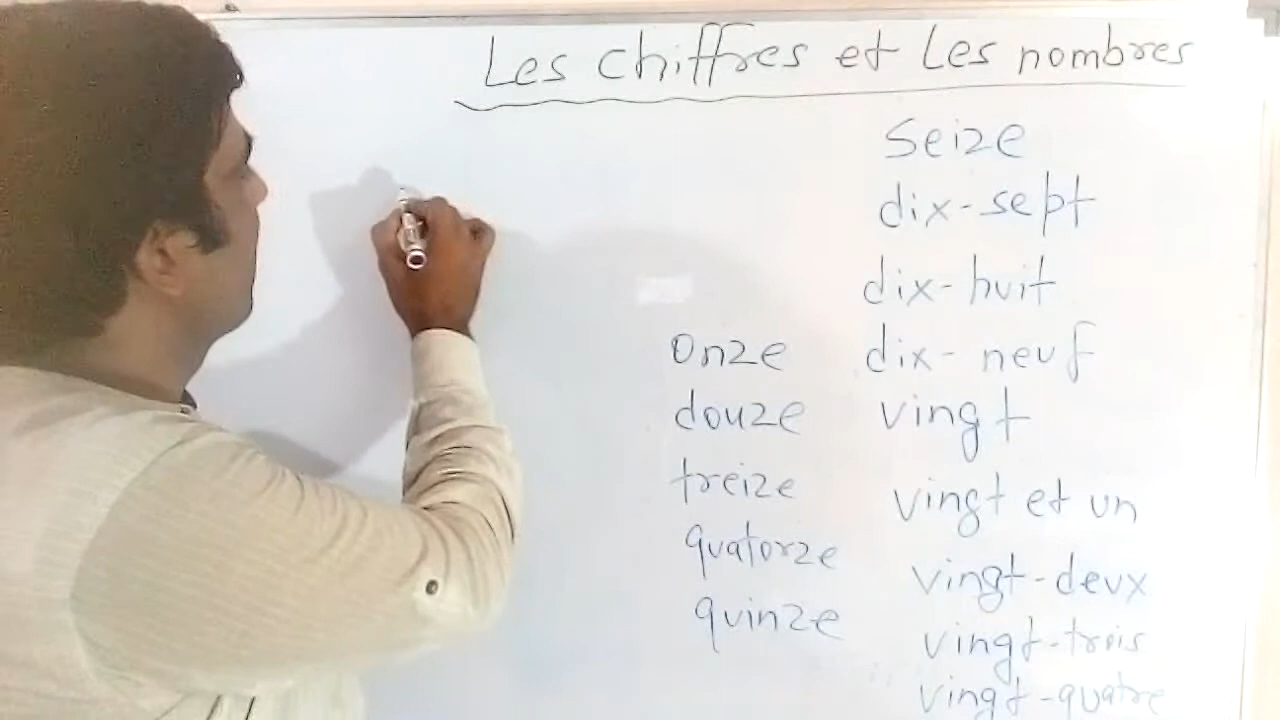 Les chiffres et Les nombres
onze
douze
treize
quatorze
quinze
Seize
dix-sept
dix-huit
dix-neuf
vingt
vingt et un
vingt-deux
vingt-trois
vingt-quatre